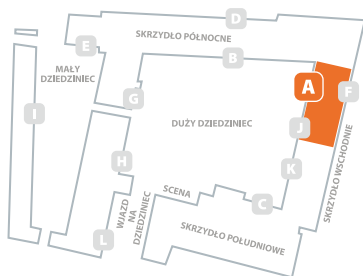 D
SKRZYDŁO PÓŁNOCNE
E
B
MAŁY
DZIEDZINIEC
A
F
G
I
DUŻY DZIEDZINIEC
J
H
K
SKRZYDŁO WSCHODNIE
SCENA
C
WJAZD
NA
DZIEDZINIEC
SKRZYDŁO POŁUDNIOWE
L